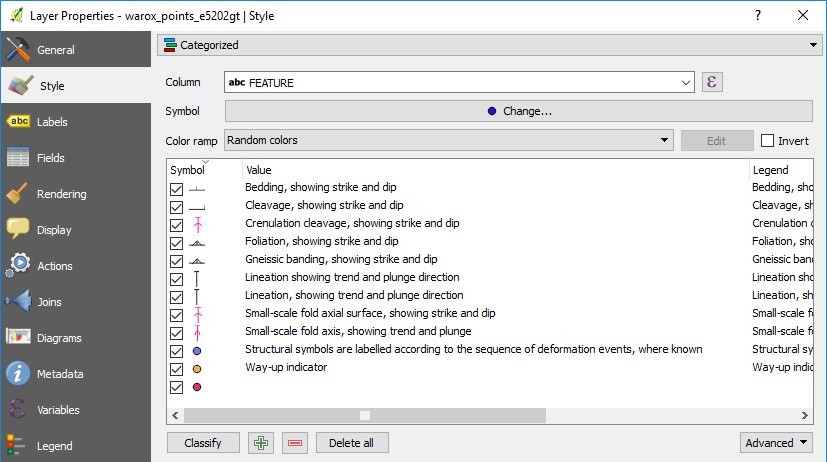 Layer Properties - warox_points_e5202gt | Style
?
General
Style
Labels
Fields
Rendering
Display
Actions
Joins
Diagrams
Metadata
Variables
Legend
Categorized
Column abc FEATURE ε
Symbol Change...
Color ramp Random colors Edit Invert
Symbol Value Legend
Bedding, showing strike and dip Bedding, sho
Cleavage, showing strike and dip Cleavage, sho
Crenulation cleavage, showing strike and dip Crenulation c
Foliation, showing strike and dip Foliation, sho
Gneissic banding, showing strike and dip Gneissic band
Lineation showing trend and plunge direction Lineation sho
Lineation, showing trend and plunge direction Lineation, sh
Small-scale fold axial surface, showing strike and dip Small-scale fo
Small-scale fold axis, showing trend and plunge Small-scale fo
Structural symbols are labelled according to the sequence of deformation events, where known Structural sy
Way-up indicator Way-up indic
Classify Delete all Advanced